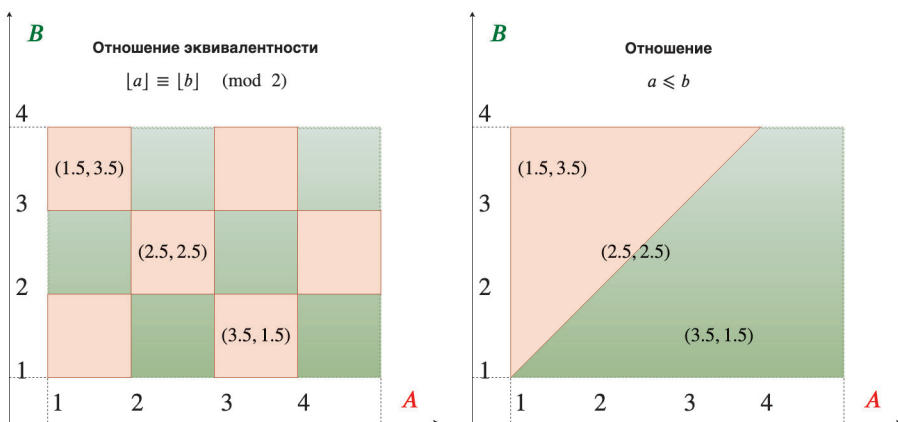 B
Отношение эквивалентности
⌊a⌋ ≡ ⌊b⌋ (mod 2)
4
(1.5, 3.5)
3
(2.5, 2.5)
2
(3.5, 1.5)
1
1 2 3 4 A
B
Отношение
a ⩽ b
4
(1.5, 3.5)
3
(2.5, 2.5)
2
(3.5, 1.5)
1
1 2 3 4 A